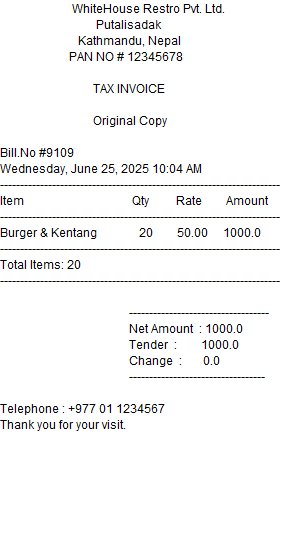 WhiteHouse Restro Pvt. Ltd.
Putalisadak
Kathmandu, Nepal
PAN NO # 12345678
TAX INVOICE
Original Copy
Bill.No #9109
Wednesday, June 25, 2025 10:04 AM
----------------------------------------------------------------------
Item Qty Rate Amount
----------------------------------------------------------------------
Burger & Kentang 20 50.00 1000.0
----------------------------------------------------------------------
Total Items: 20
----------------------------------------------------------------------
-----------------------------------
Net Amount : 1000.0
Tender : 1000.0
Change : 0.0
----------------------------------
Telephone : +977 01 1234567
Thank you for your visit.